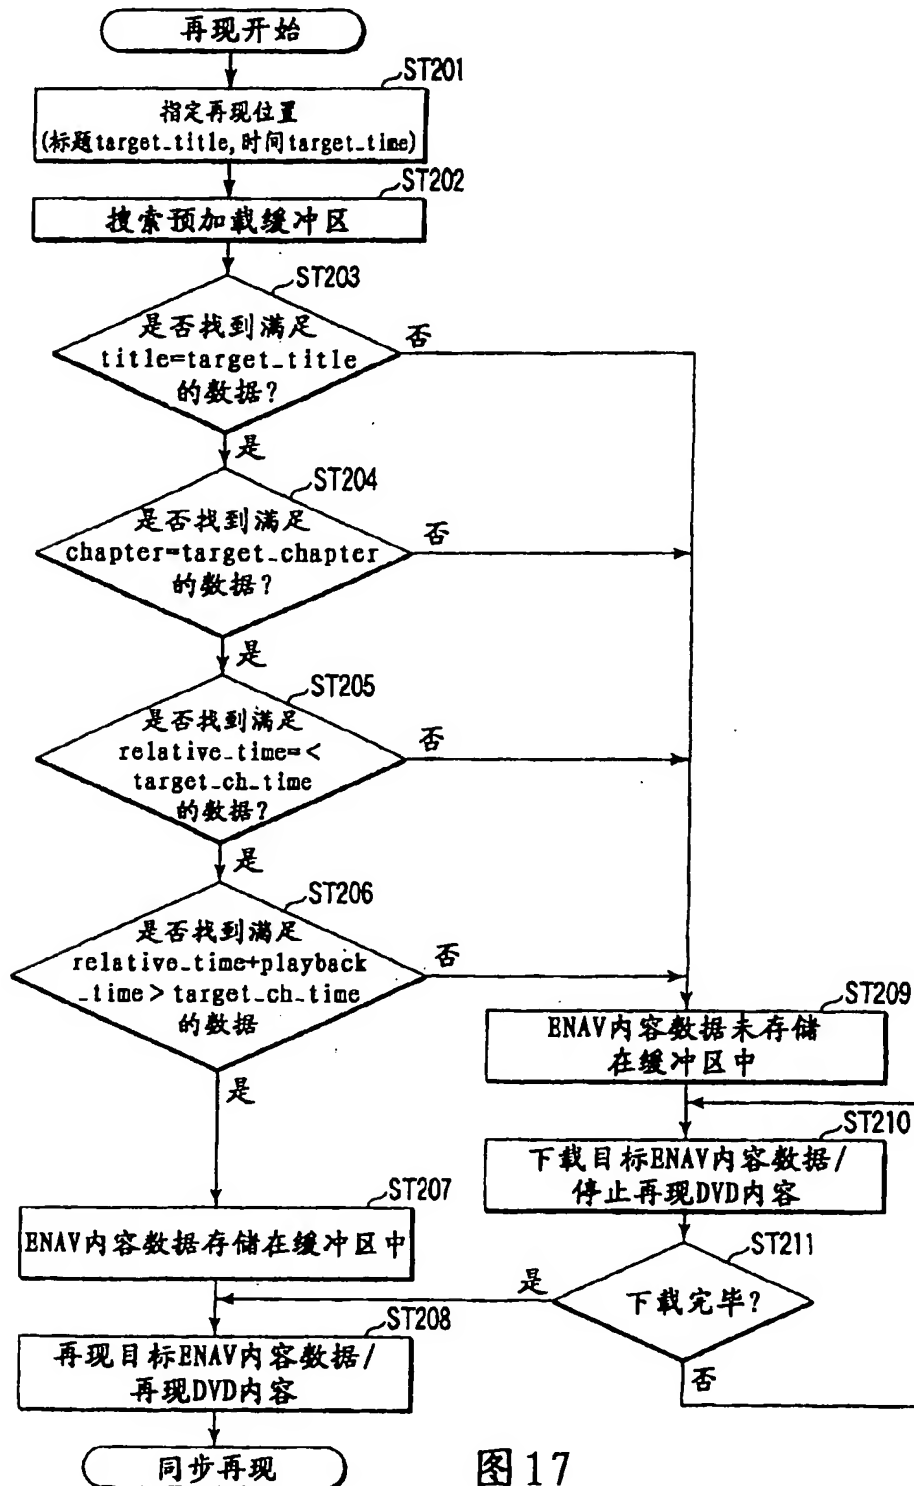 再现开始
ST201
指定再现位置
(标题target_title,时间target_time)
ST202
搜索预加载缓冲区
ST203
是否找到满足
title=target_title
的数据?
否
是
ST204
是否找到满足
chapter=target_chapter
的数据?
否
是
ST205
是否找到满足
relative_time=<
target_ch_time
的数据?
否
是
ST206
是否找到满足
relative_time+playback
_time>target_ch_time
的数据
否
是
ST209
ENAV内容数据未存储
在缓冲区中
ST210
下载目标ENAV内容数据/
停止再现DVD内容
ST207
ENAV内容数据存储在缓冲区中
ST211
下载完毕?
是
否
ST208
再现目标ENAV内容数据/
再现DVD内容
同步再现
图17